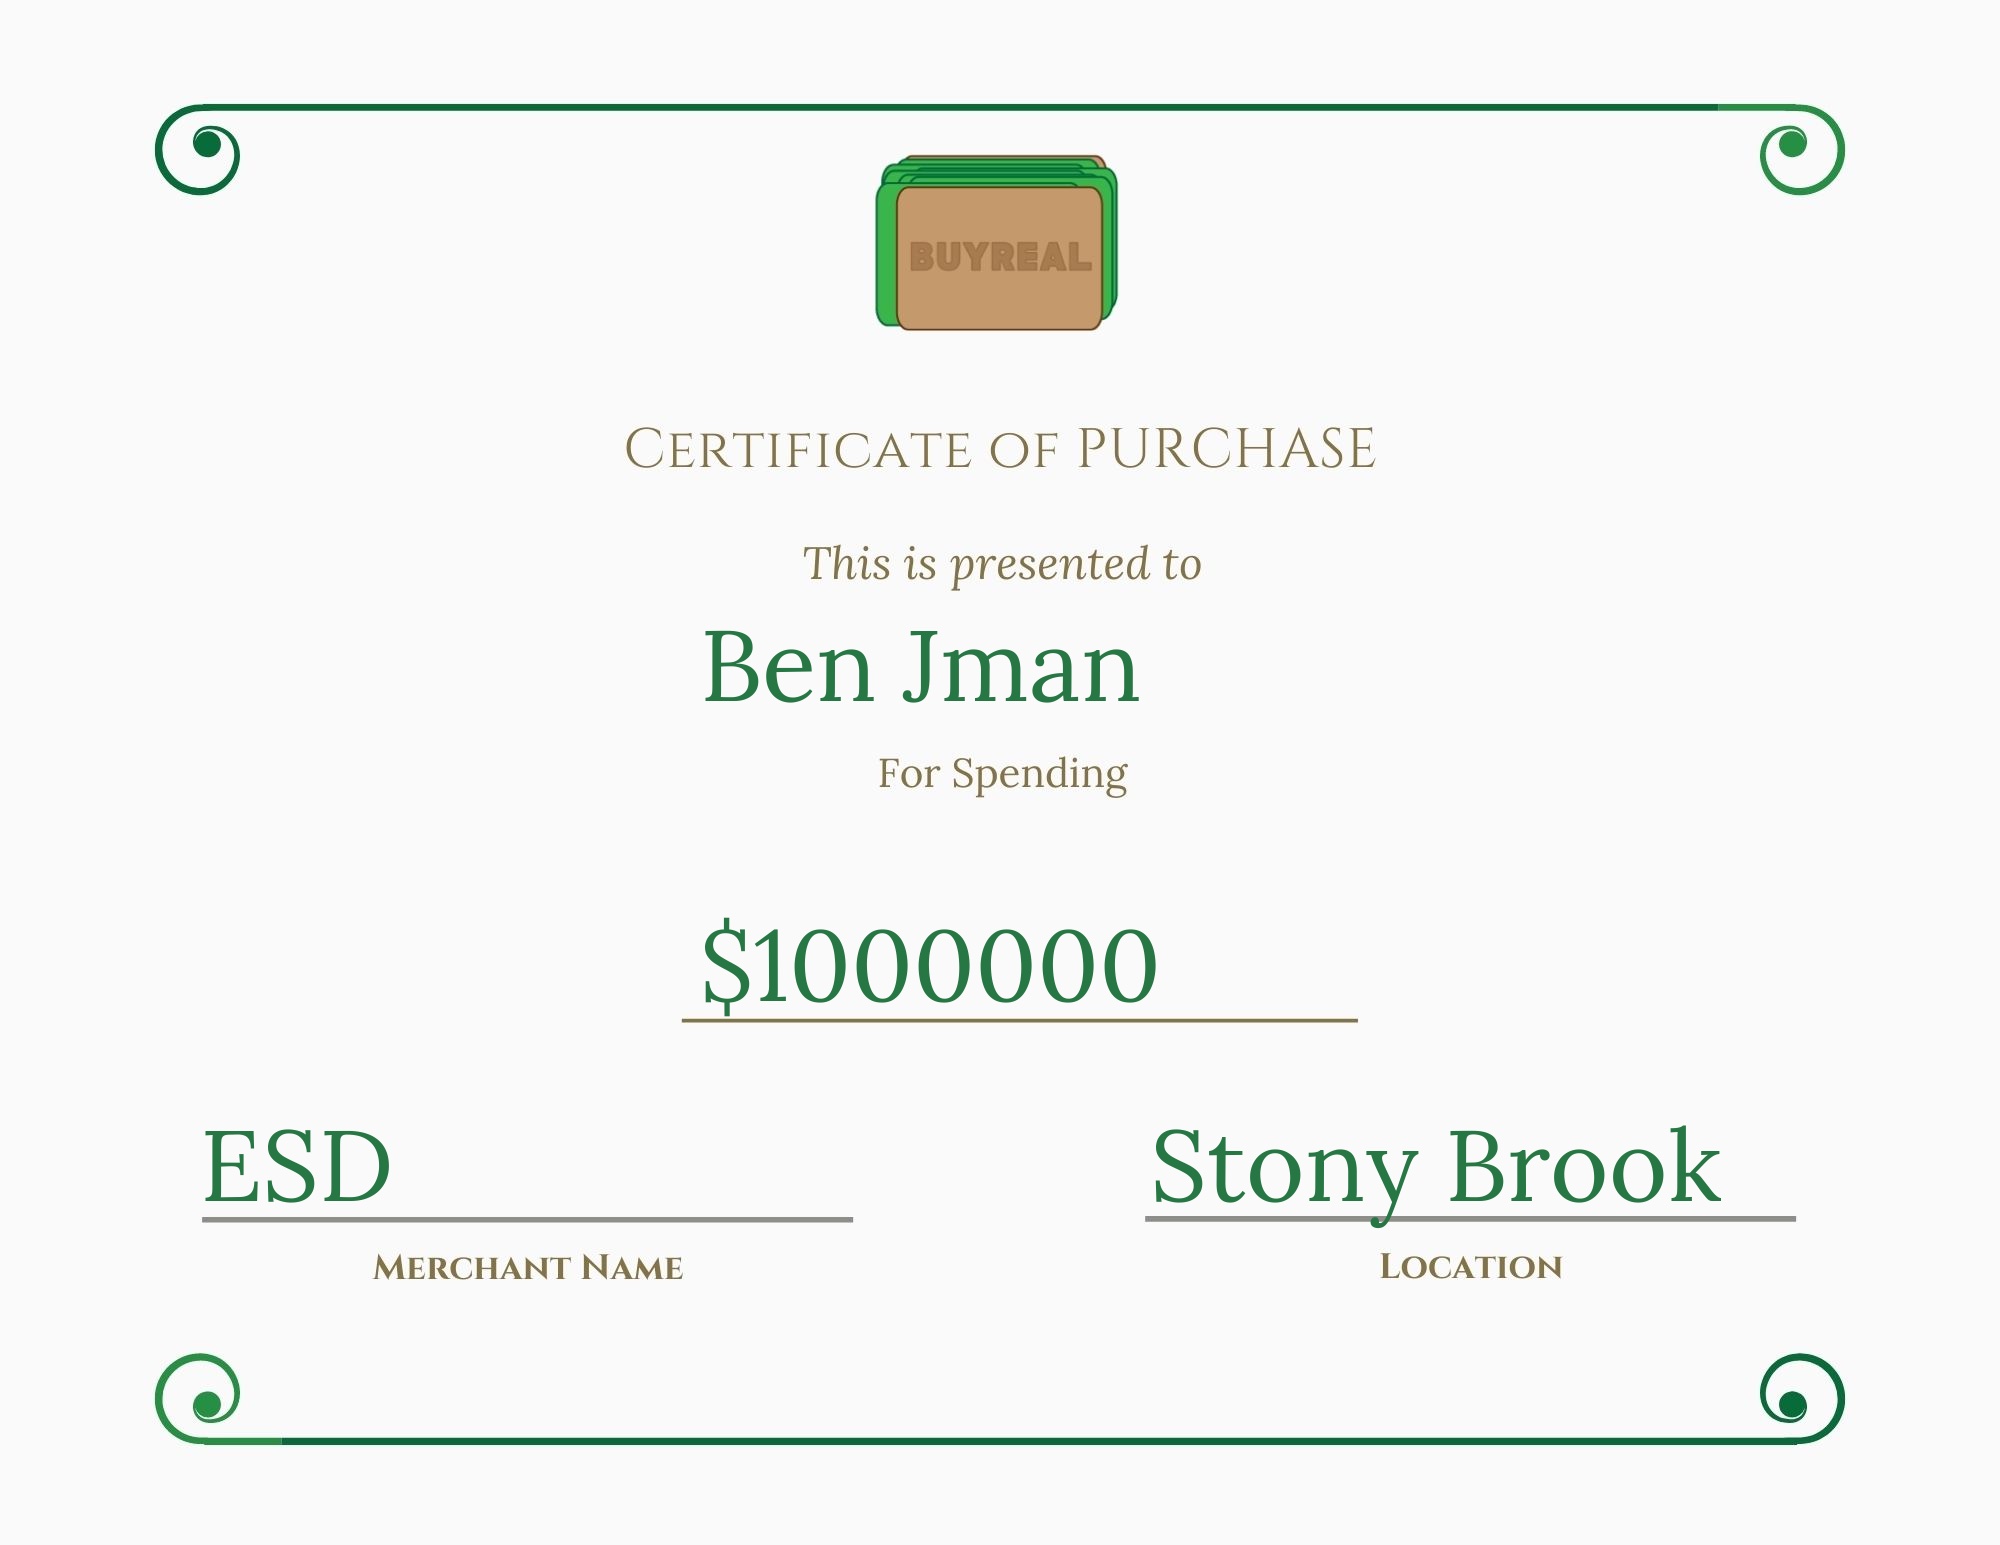 BUYREAL
Certificate of PURCHASE
This is presented to
Ben Jman
For Spending
$1000000
ESD
Stony Brook
Merchant Name
Location